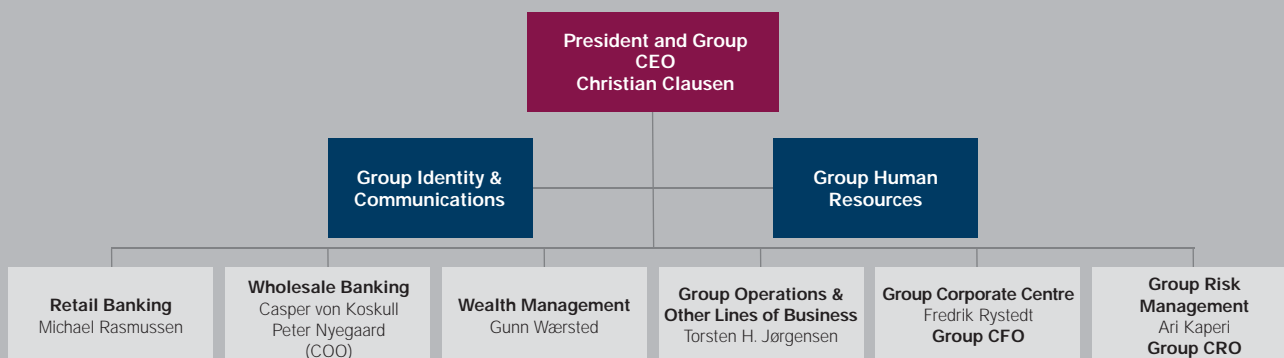 President and Group
CEO
Christian Clausen
Group Identity &
Communications
Group Human
Resources
Retail Banking
Michael Rasmussen
Wholesale Banking
Casper von Koskull
Peter Nyegaard
(COO)
Wealth Management
Gunn Wærsted
Group Operations &
Other Lines of Business
Torsten H. Jørgensen
Group Corporate Centre
Fredrik Rystedt
Group CFO
Group Risk
Management
Ari Kaperi
Group CRO